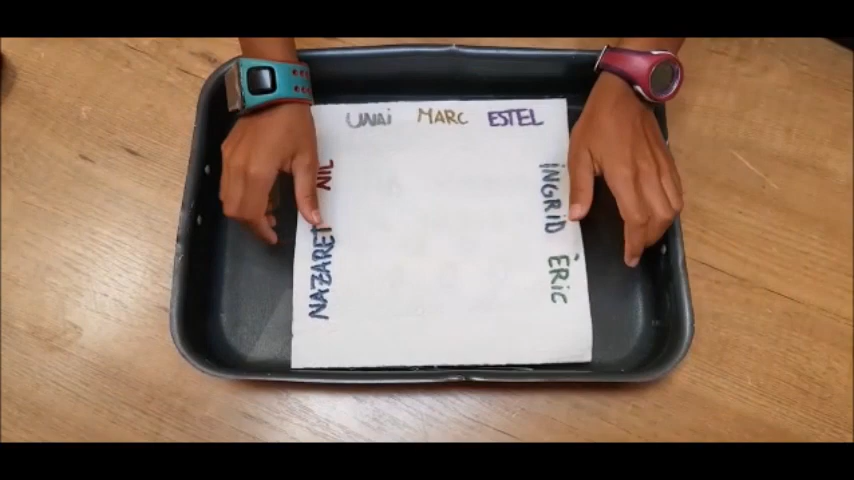 UNAi MARC ESTEL
NIL
NAZARET
iNGRiD
ÈRiC